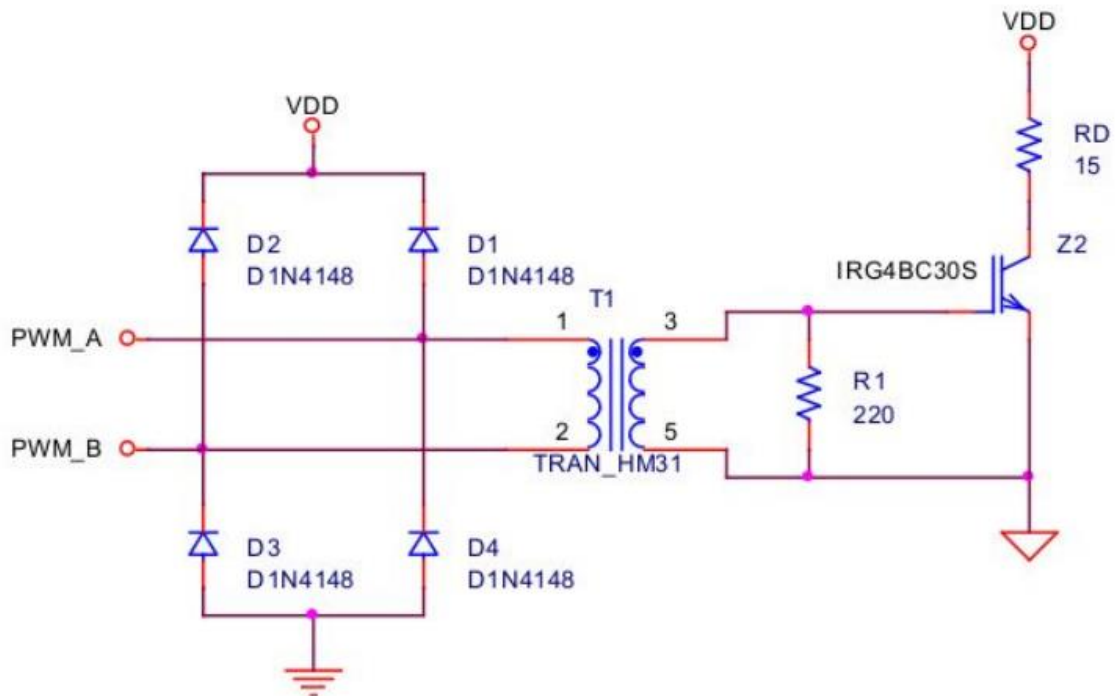 VDD
VDD
RD
15
D2
D1N4148
D1
D1N4148
Z2
IRG4BC30S
T1
PWM_A
1
3
R1
220
PWM_B
2
5
TRAN_HM31
D3
D1N4148
D4
D1N4148